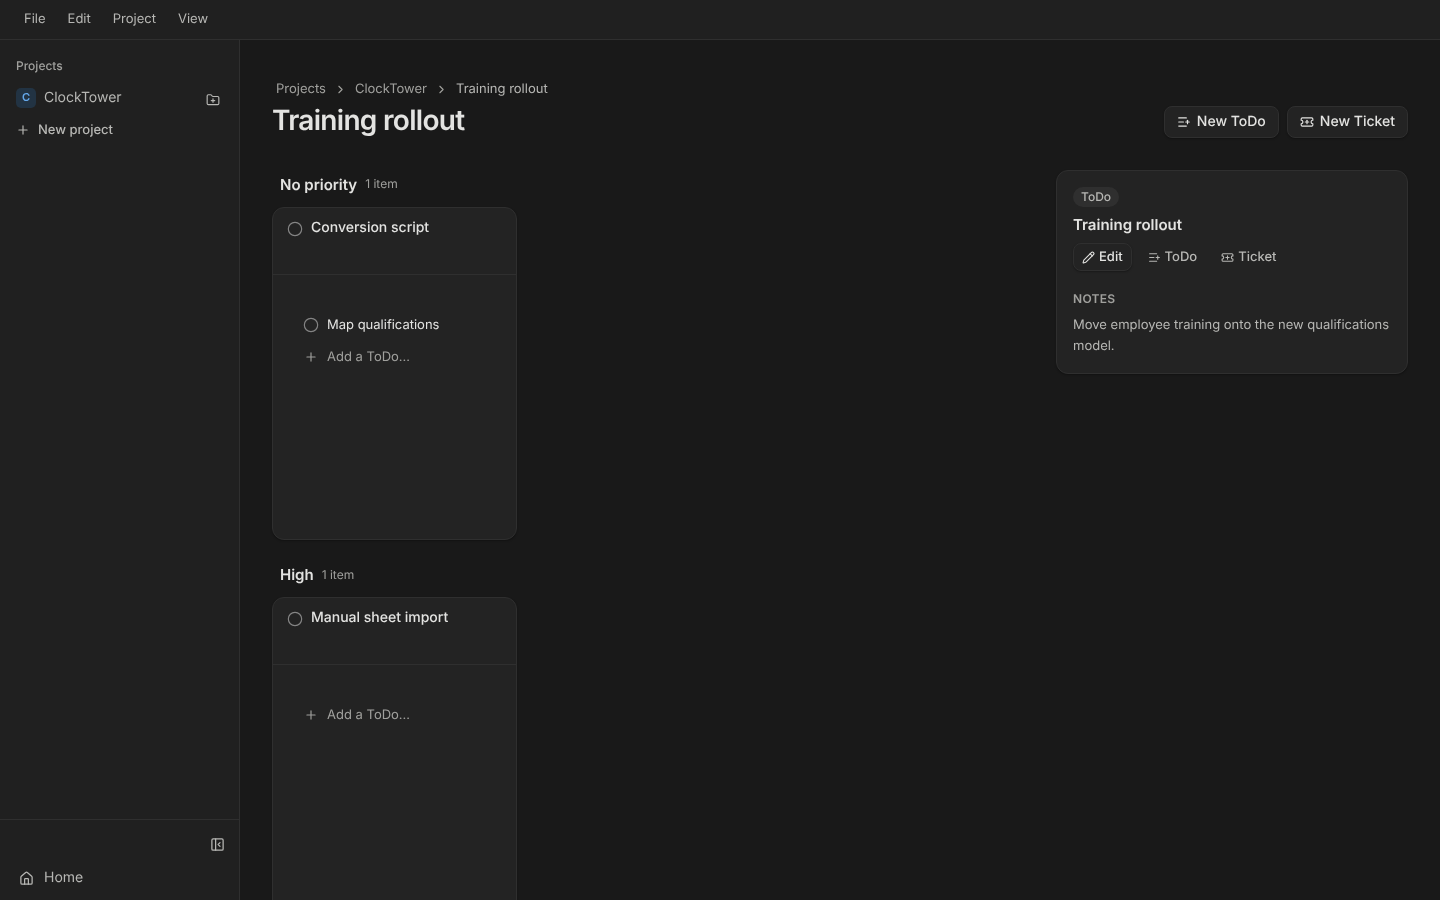 File Edit Project View
Projects
C ClockTower
New project
Home
Projects > ClockTower > Training rollout
Training rollout
New ToDo New Ticket
No priority 1 item
Conversion script
Map qualifications
Add a ToDo...
High 1 item
Manual sheet import
Add a ToDo...
ToDo
Training rollout
Edit ToDo Ticket
NOTES
Move employee training onto the new qualifications
model.